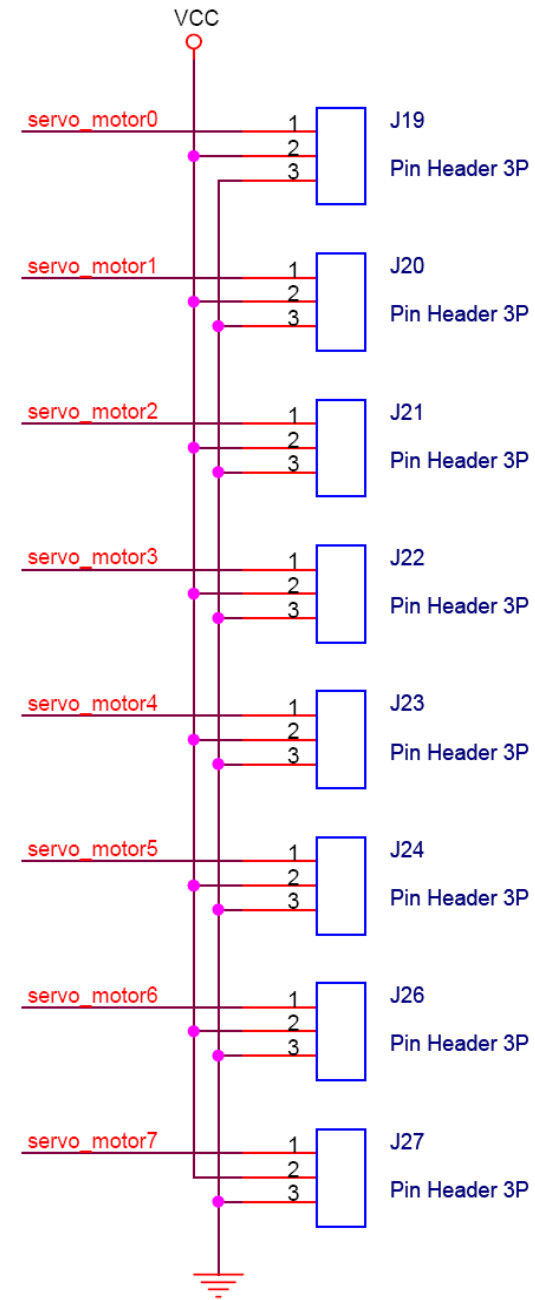 VCC
servo_motor0
1
2
3
J19
Pin Header 3P
servo_motor1
1
2
3
J20
Pin Header 3P
servo_motor2
1
2
3
J21
Pin Header 3P
servo_motor3
1
2
3
J22
Pin Header 3P
servo_motor4
1
2
3
J23
Pin Header 3P
servo_motor5
1
2
3
J24
Pin Header 3P
servo_motor6
1
2
3
J26
Pin Header 3P
servo_motor7
1
2
3
J27
Pin Header 3P